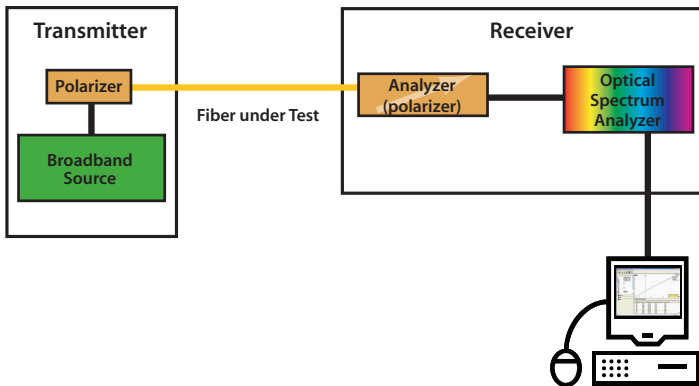 Transmitter
Polarizer
Broadband
Source
Fiber under Test
Receiver
Analyzer
(polarizer)
Optical
Spectrum
Analyzer